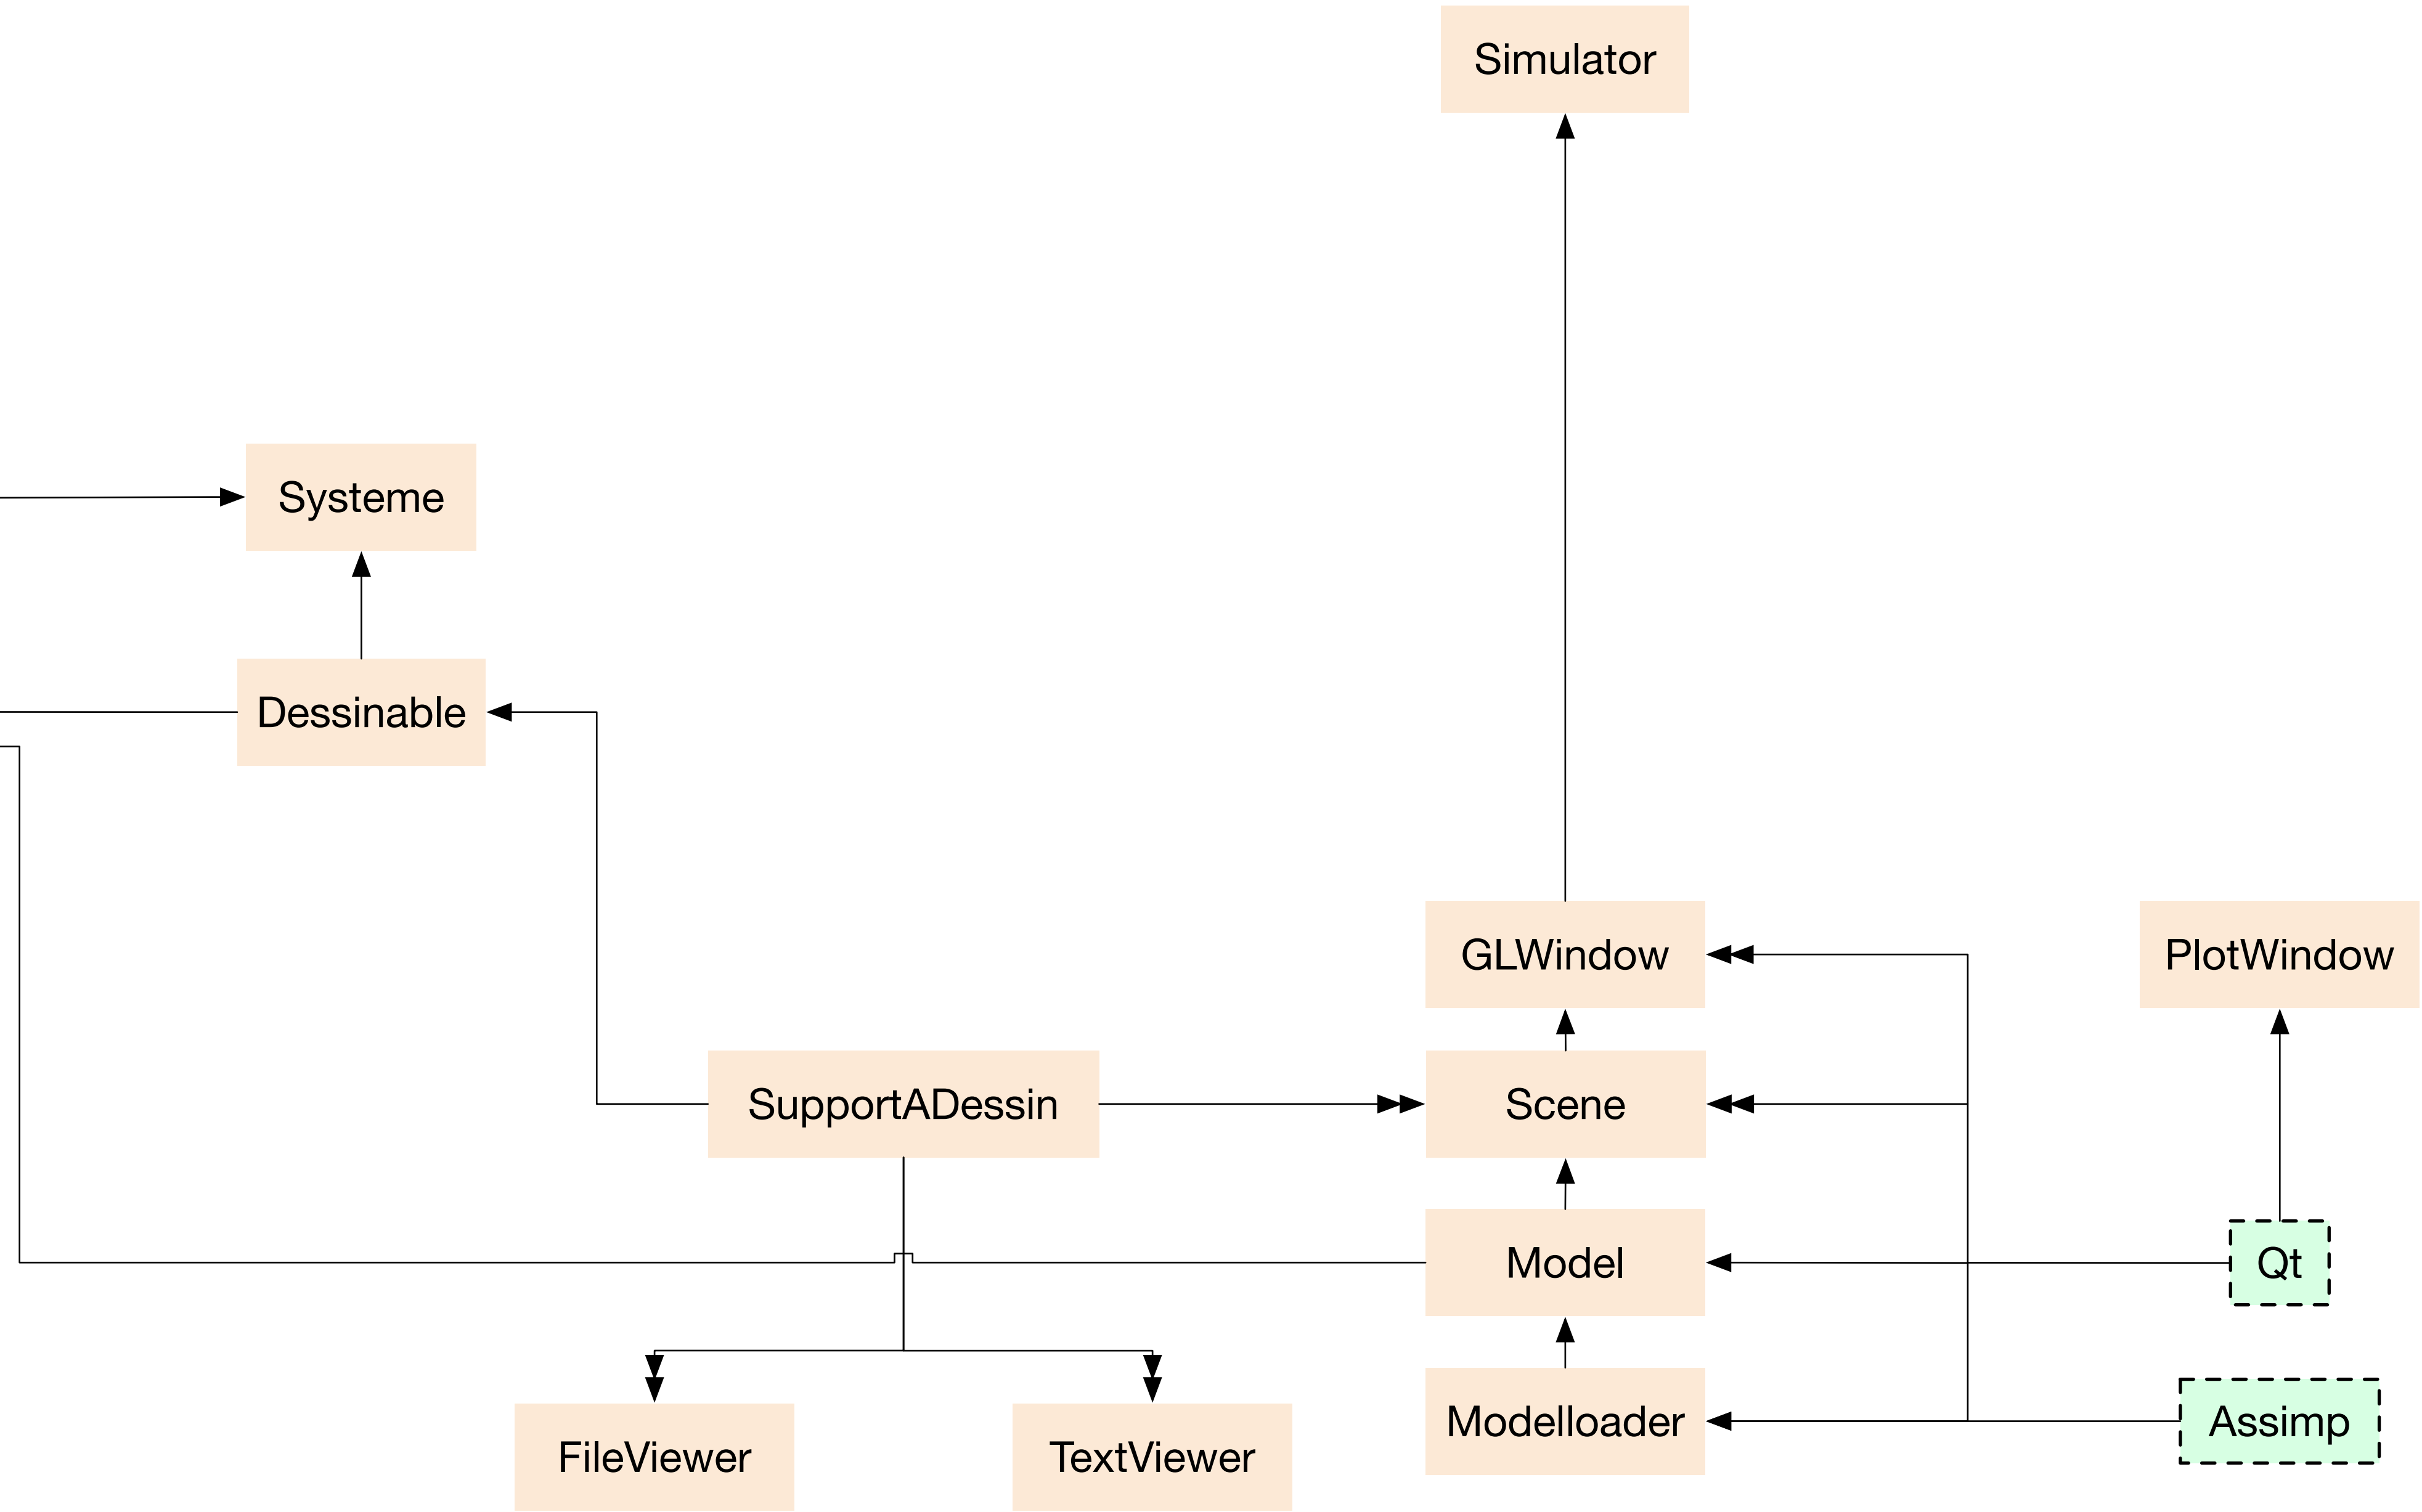 Simulator
Systeme
Dessinable
GLWindow
PlotWindow
SupportADessin
Scene
Model
Qt
Modelloader
Assimp
FileViewer
TextViewer